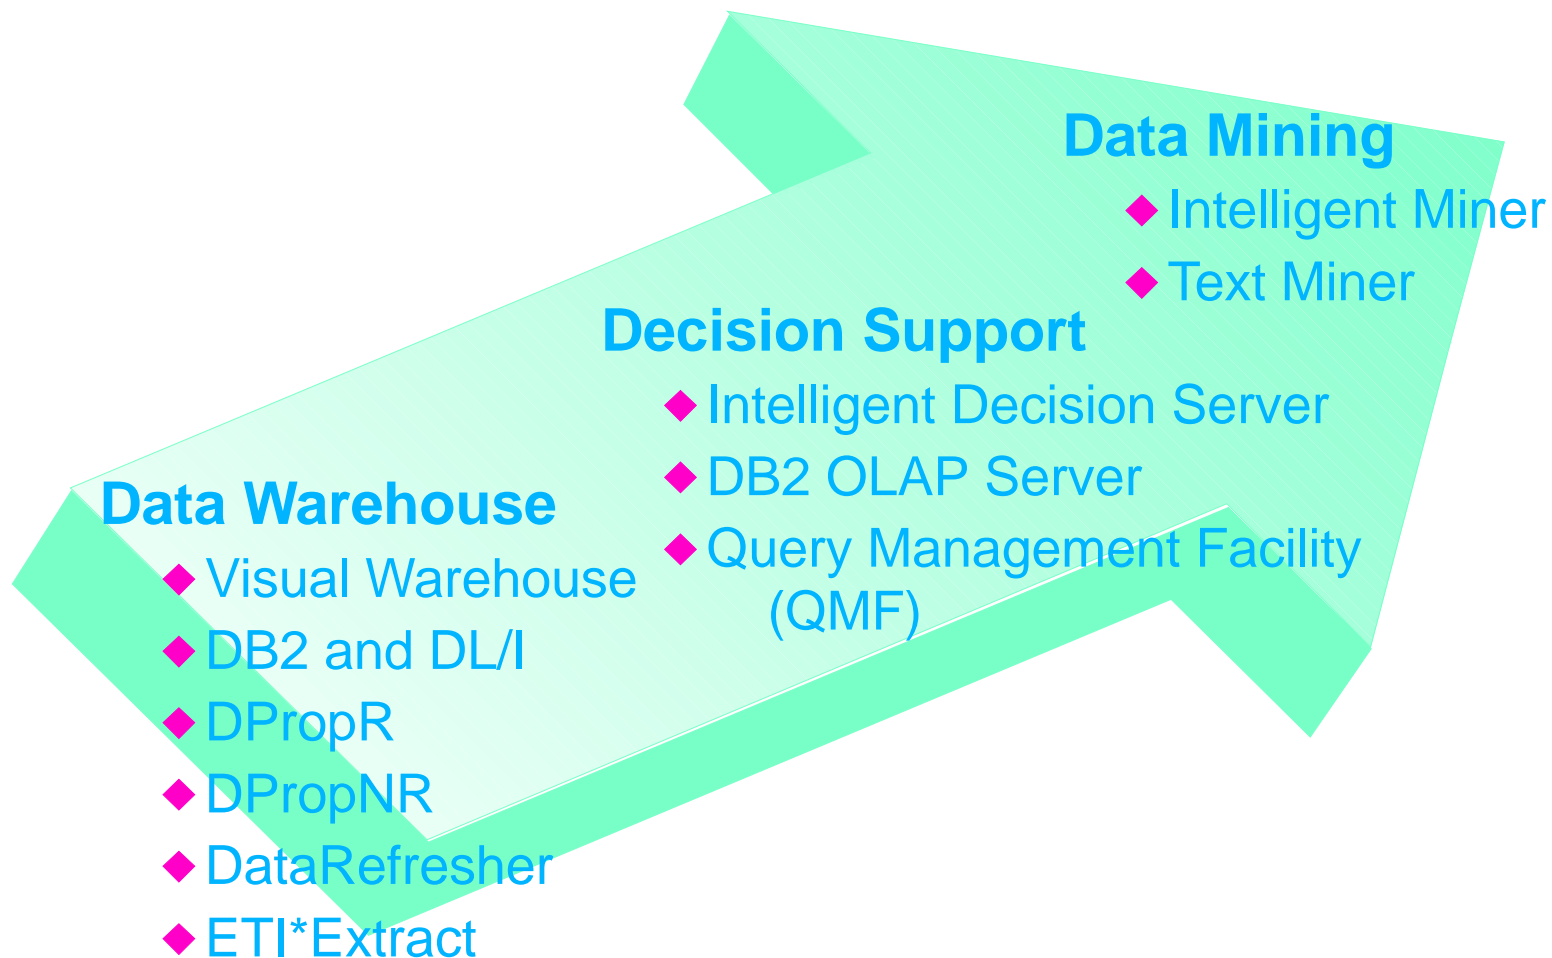 Data Mining
Intelligent Miner
Text Miner
Decision Support
Intelligent Decision Server
DB2 OLAP Server
Query Management Facility
(QMF)
Data Warehouse
Visual Warehouse
DB2 and DL/I
DPropR
DPropNR
DataRefresher
ETI*Extract